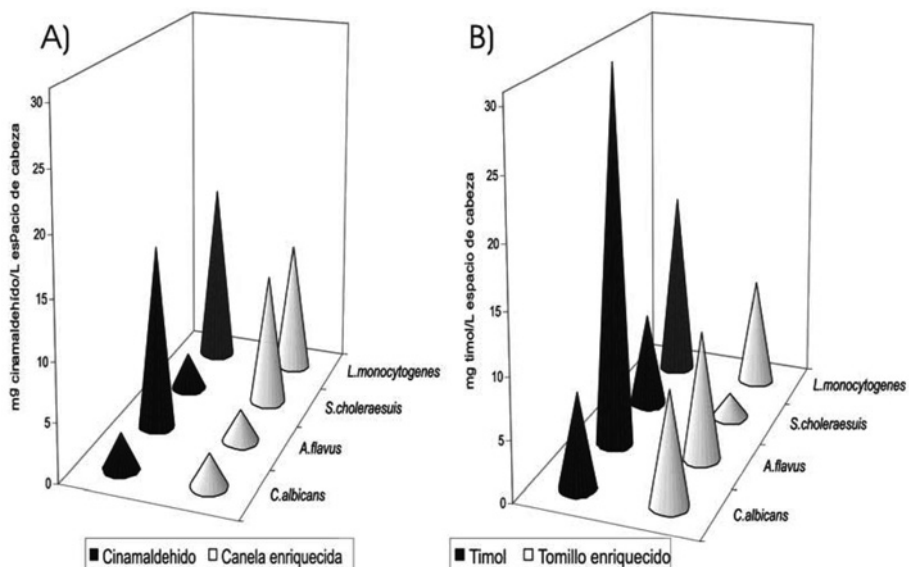 A)
mg cinamaldehído/L esPacio de cabeza
30
25
20
15
10
5
0
L.monocytogenes
S.choleraesuis
A.flavus
C.albicans
Cinamaldehido Canela enriquecida
B)
mg timol/L espacio de cabeza
30
25
20
15
10
5
0
L.monocytogenes
S.choleraesuis
A.flavus
C.albicans
Timol Tomillo enriquecido